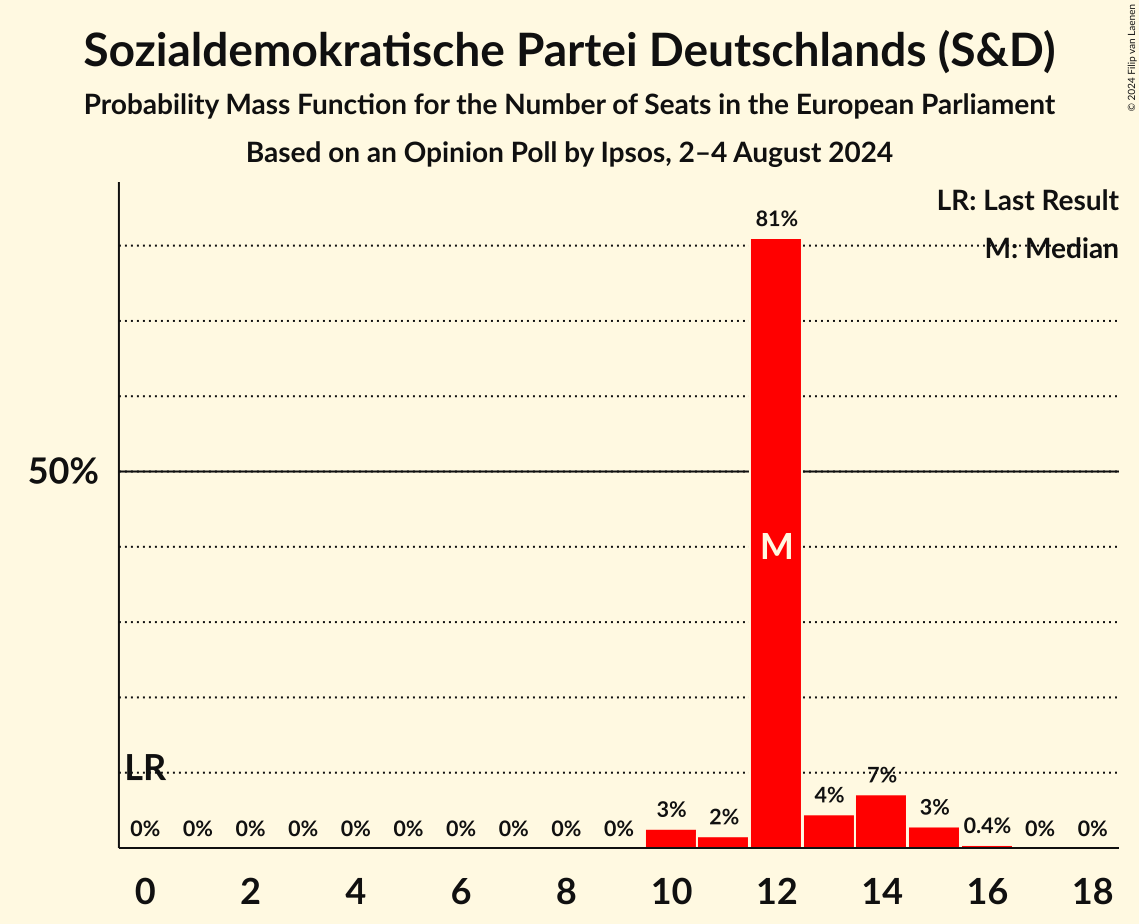 Sozialdemokratische Partei Deutschlands (S&D)
Probability Mass Function for the Number of Seats in the European Parliament
Based on an Opinion Poll by Ipsos, 2–4 August 2024
© 2024 Filip van Laenen
LR: Last Result
M: Median
81%
50%
M
LR
0% 0% 0% 0% 0% 0% 0% 0% 0% 0% 3% 2% 4% 7% 3% 0.4% 0% 0%
0 2 4 6 8 10 12 14 16 18